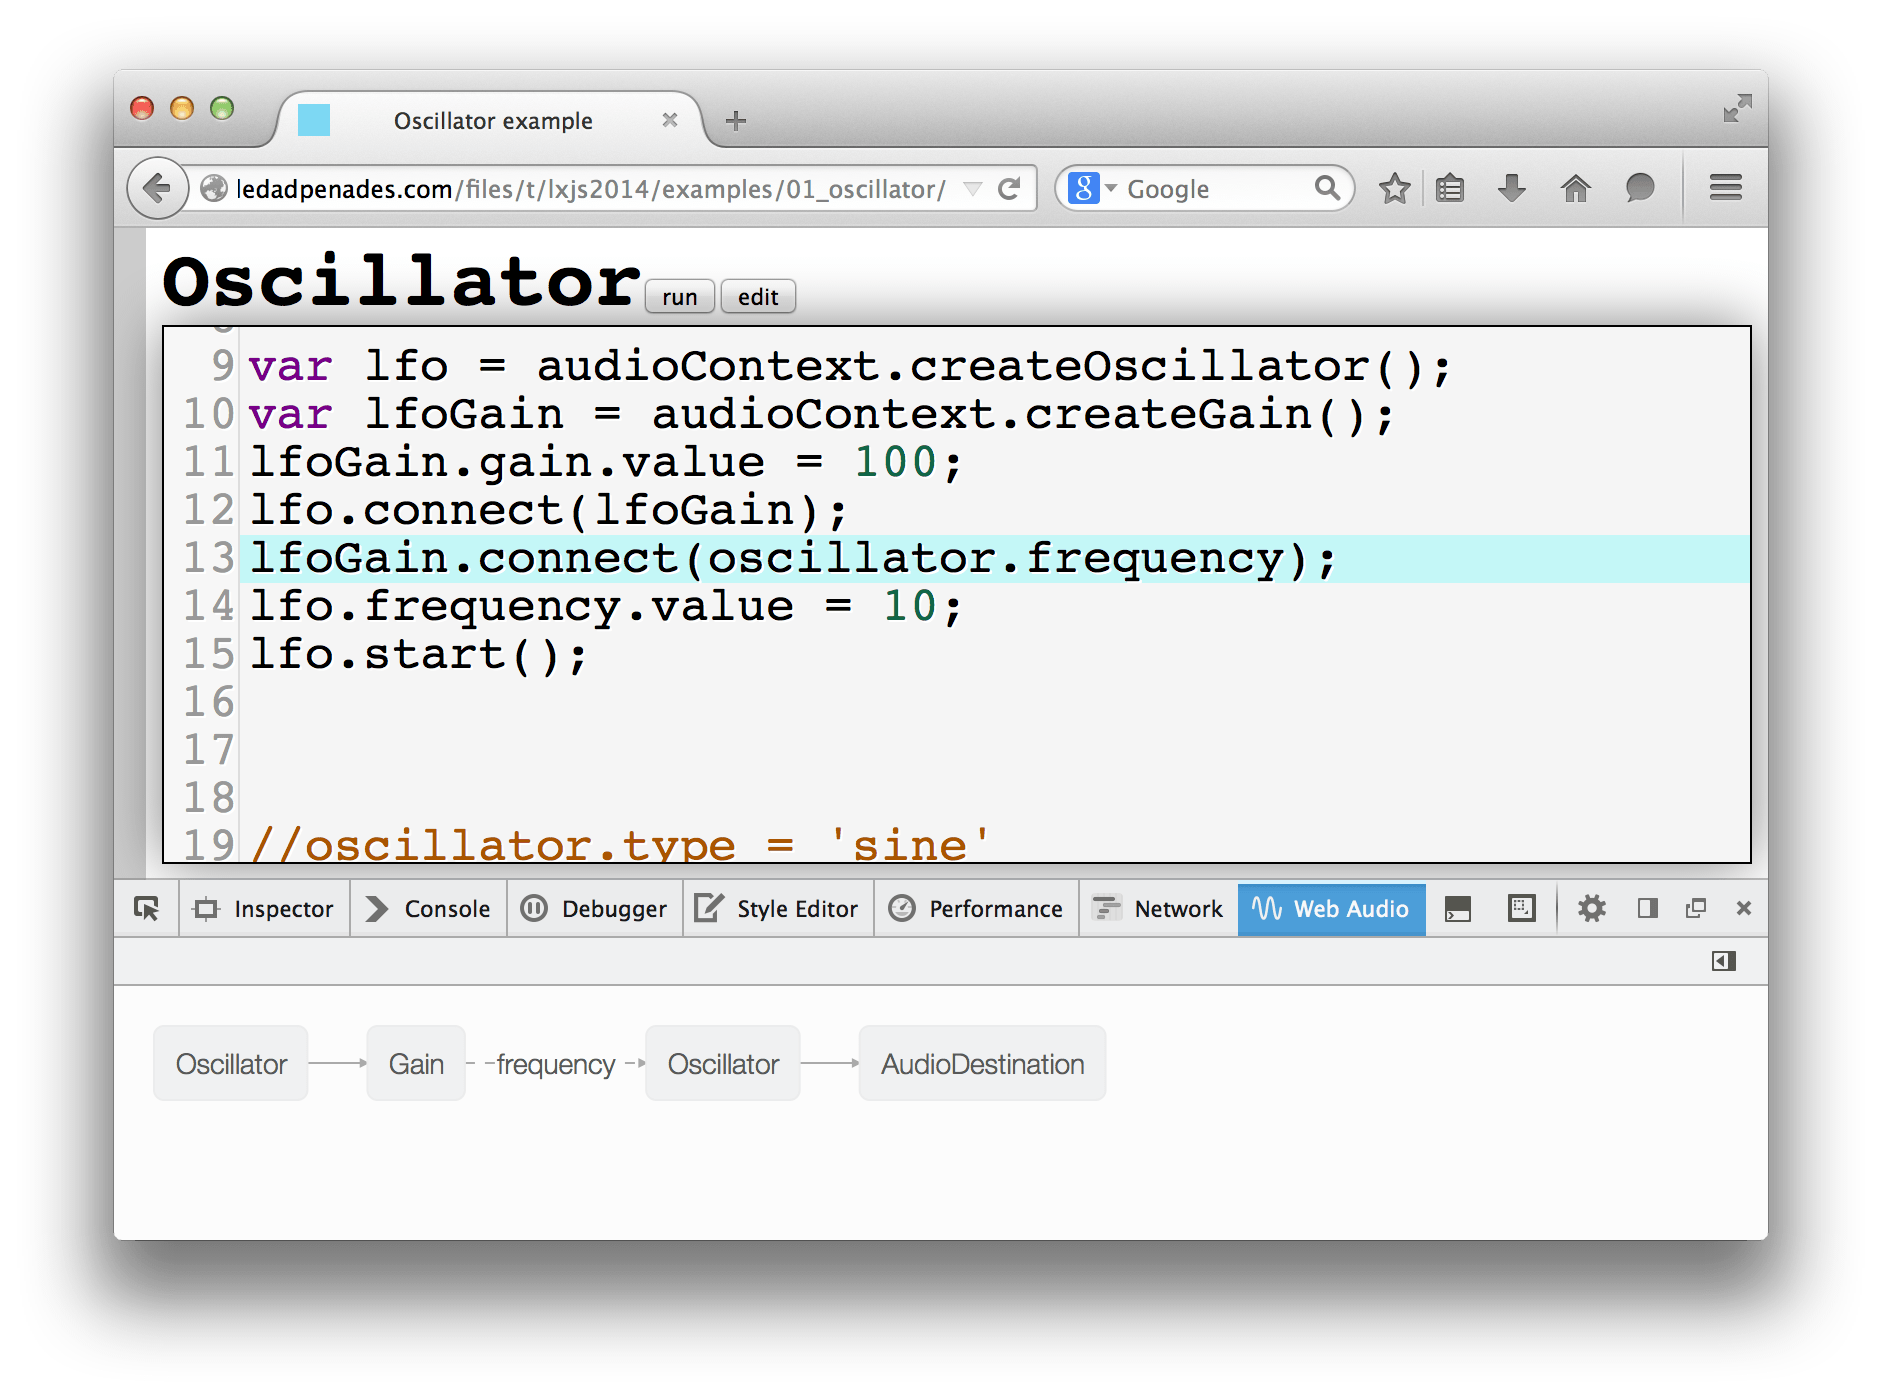 Oscillator example
ledadpenades.com/files/t/lxjs2014/examples/01_oscillator/
Google
Oscillator run edit
9 var lfo = audioContext.createOscillator();
10 var lfoGain = audioContext.createGain();
11 lfoGain.gain.value = 100;
12 lfo.connect(lfoGain);
13 lfoGain.connect(oscillator.frequency);
14 lfo.frequency.value = 10;
15 lfo.start();
16
17
18
19 //oscillator.type = 'sine'
Inspector Console Debugger Style Editor Performance Network Web Audio
Oscillator Gain frequency Oscillator AudioDestination